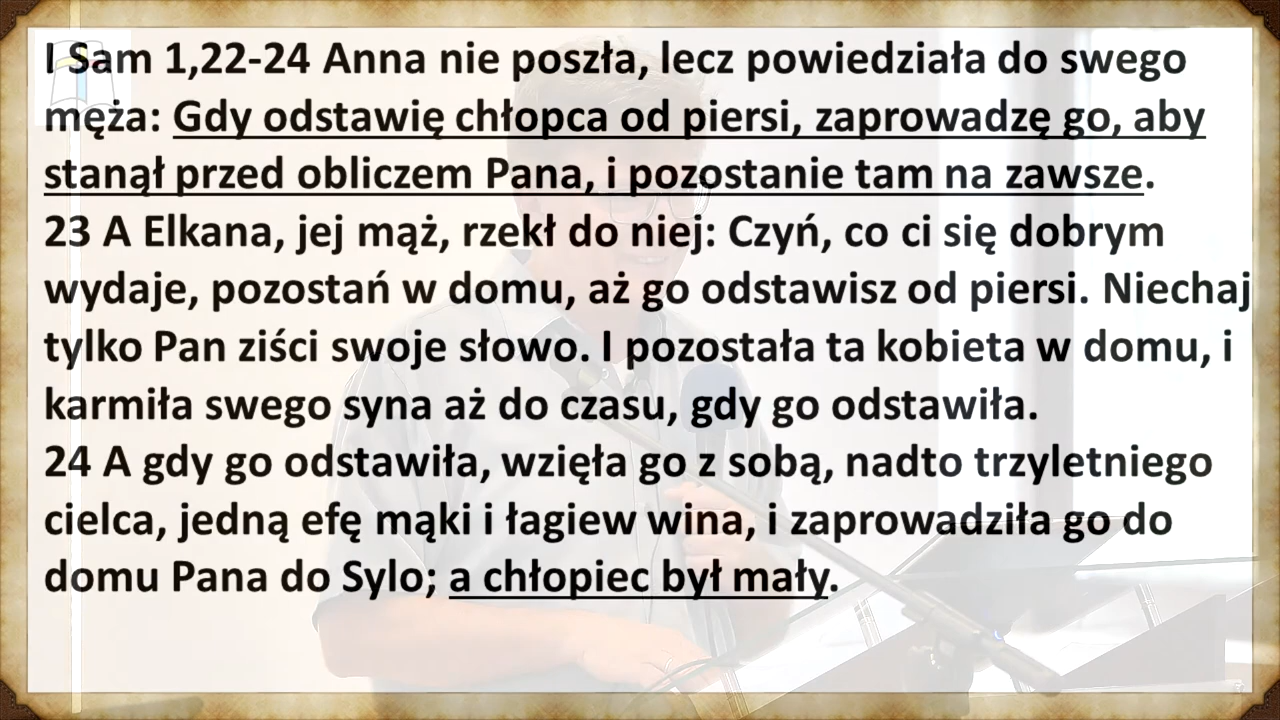 I Sam 1,22-24 Anna nie poszła, lecz powiedziała do swego
męża: Gdy odstawię chłopca od piersi, zaprowadzę go, aby
stanął przed obliczem Pana, i pozostanie tam na zawsze.
23 A Elkana, jej mąż, rzekł do niej: Czyń, co ci się dobrym
wydaje, pozostań w domu, aż go odstawisz od piersi. Niechaj
tylko Pan ziści swoje słowo. I pozostała ta kobieta w domu, i
karmiła swego syna aż do czasu, gdy go odstawiła.
24 A gdy go odstawiła, wzięła go z sobą, nadto trzyletniego
cielca, jedną efę mąki i łagiew wina, i zaprowadziła go do
domu Pana do Sylo; a chłopiec był mały.